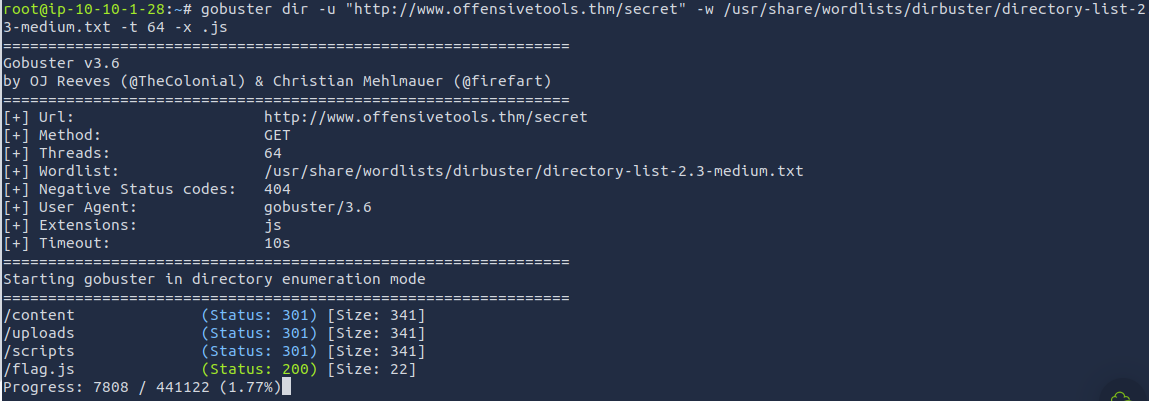 root@ip-10-10-1-28:~# gobuster dir -u "http://www.offensivetools.thm/secret" -w /usr/share/wordlists/dirbuster/directory-list-2
3-medium.txt -t 64 -x .js
===============================================================
Gobuster v3.6
by OJ Reeves (@TheColonial) & Christian Mehlmauer (@firefart)
===============================================================
[+] Url:                     http://www.offensivetools.thm/secret
[+] Method:                  GET
[+] Threads:                 64
[+] Wordlist:                /usr/share/wordlists/dirbuster/directory-list-2.3-medium.txt
[+] Negative Status codes:   404
[+] User Agent:              gobuster/3.6
[+] Extensions:              js
[+] Timeout:                 10s
===============================================================
Starting gobuster in directory enumeration mode
===============================================================
/content              (Status: 301) [Size: 341]
/uploads              (Status: 301) [Size: 341]
/scripts              (Status: 301) [Size: 341]
/flag.js              (Status: 200) [Size: 22]
Progress: 7808 / 441122 (1.77%)